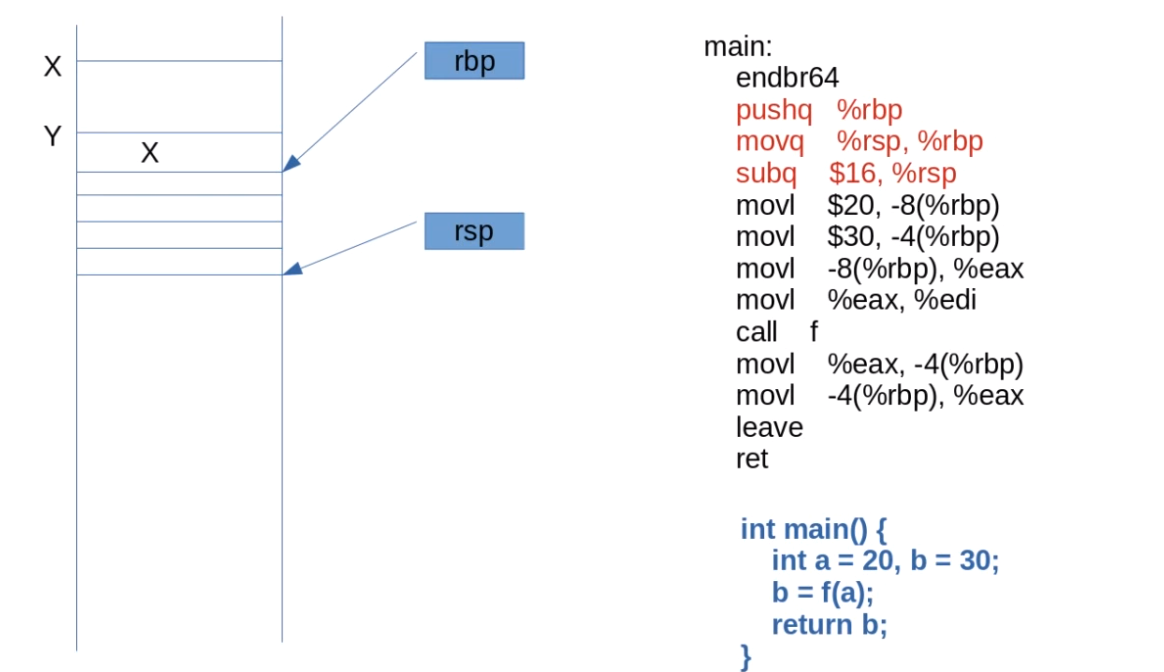 X
Y
X
rbp
rsp
main:
endbr64
pushq %rbp
movq %rsp, %rbp
subq $16, %rsp
movl $20, -8(%rbp)
movl $30, -4(%rbp)
movl -8(%rbp), %eax
movl %eax, %edi
call f
movl %eax, -4(%rbp)
movl -4(%rbp), %eax
leave
ret
int main() {
int a = 20, b = 30;
b = f(a);
return b;
}